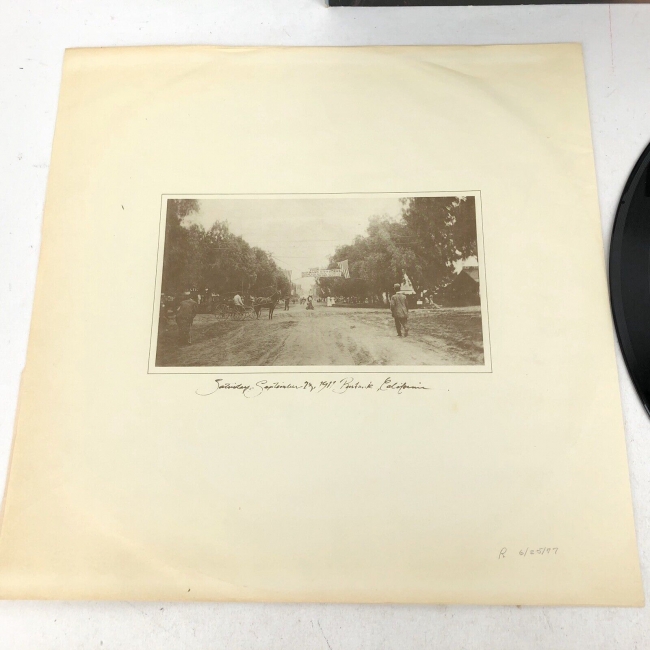 Saturday, September 23, 1911 Burbank, California
R 6/25/97